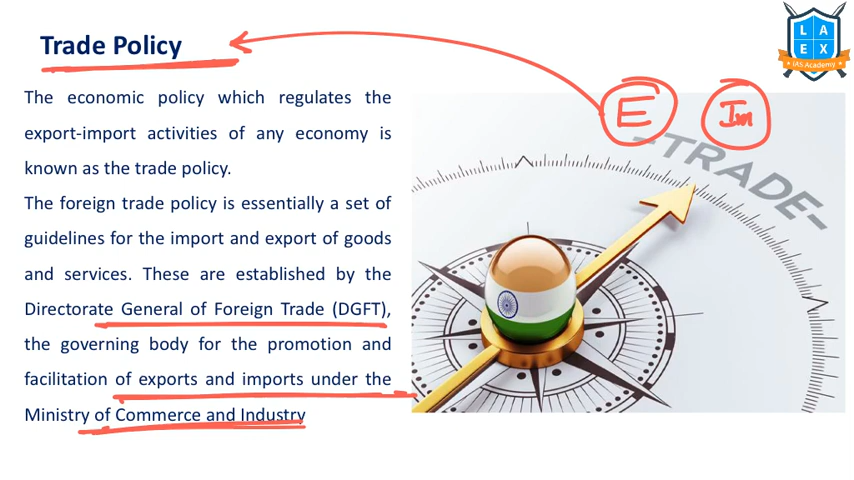 Trade Policy
L A
E X
IAS Academy
E Im
The economic policy which regulates the
export-import activities of any economy is
known as the trade policy.
The foreign trade policy is essentially a set of
guidelines for the import and export of goods
and services. These are established by the
Directorate General of Foreign Trade (DGFT),
the governing body for the promotion and
facilitation of exports and imports under the
Ministry of Commerce and Industry
-TRADE-